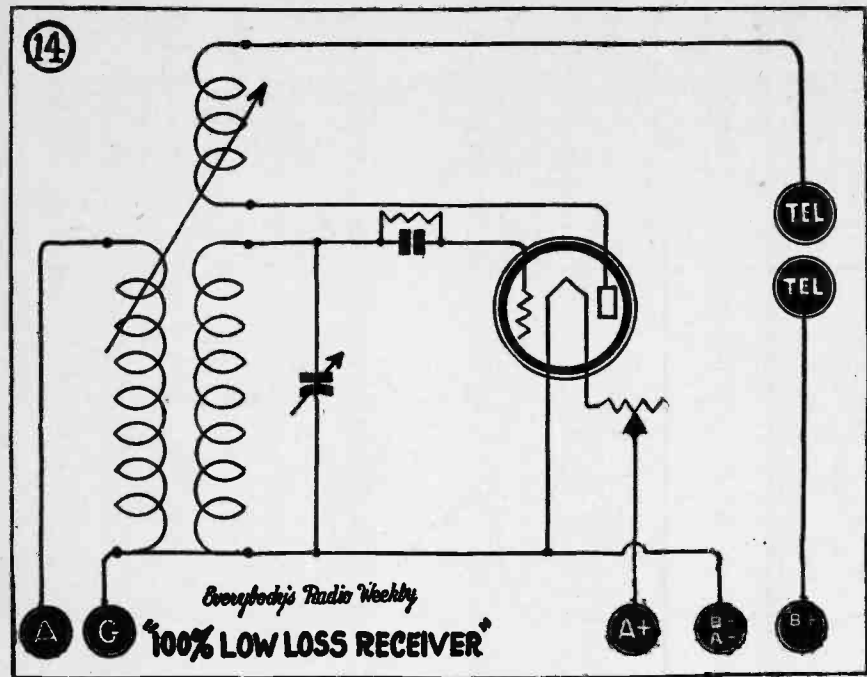 14
TEL
TEL
Everybody's Radio Weekly
"100% LOW LOSS RECEIVER"
A
G
A+
B-
A-
B+